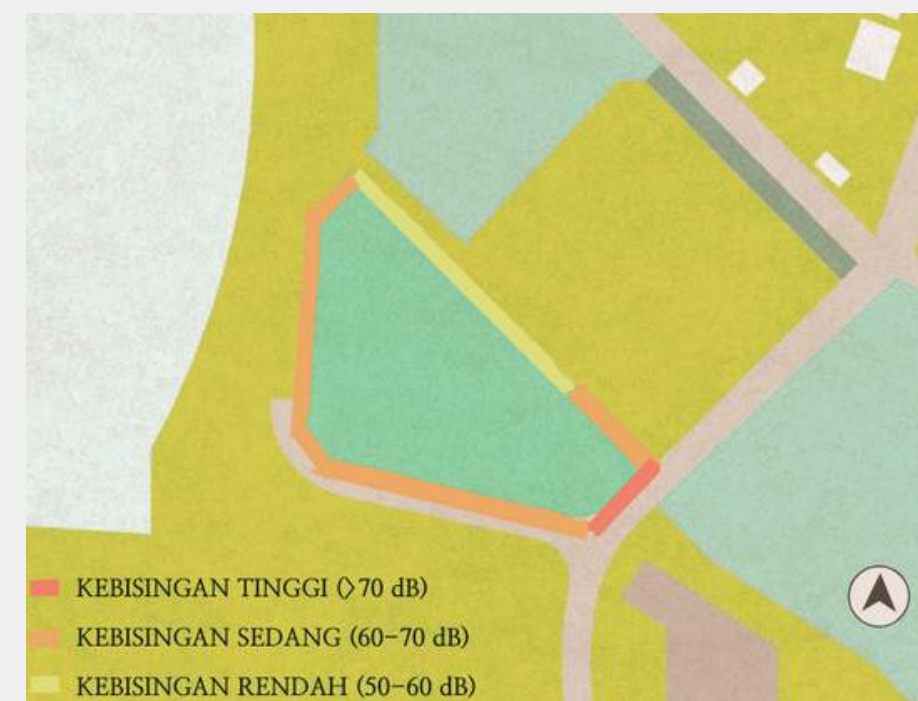 KEBISINGAN TINGGI (>70 dB)
KEBISINGAN SEDANG (60-70 dB)
KEBISINGAN RENDAH (50-60 dB)